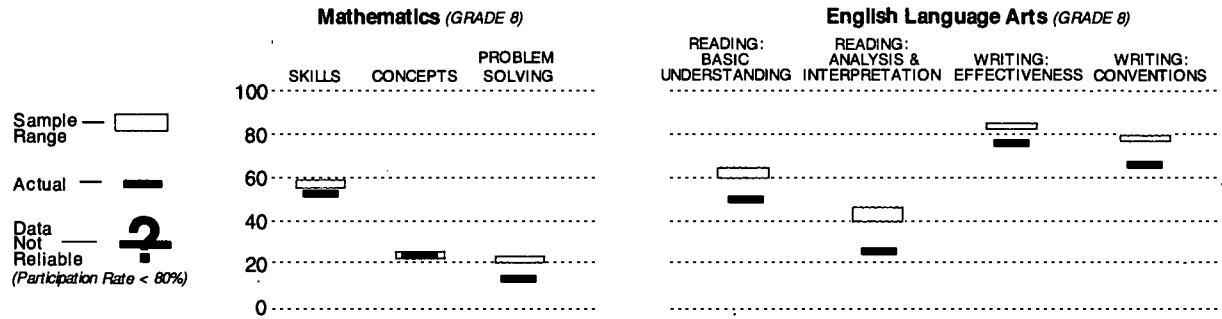 Mathematics (GRADE 8)
English Language Arts (GRADE 8)
SKILLS
CONCEPTS
PROBLEM
SOLVING
READING:
BASIC
UNDERSTANDING
READING:
ANALYSIS &
INTERPRETATION
WRITING:
EFFECTIVENESS
WRITING:
CONVENTIONS
100
80
60
40
20
0
Sample
Range
Actual
Data
Not
Reliable
?
(Participation Rate < 80%)